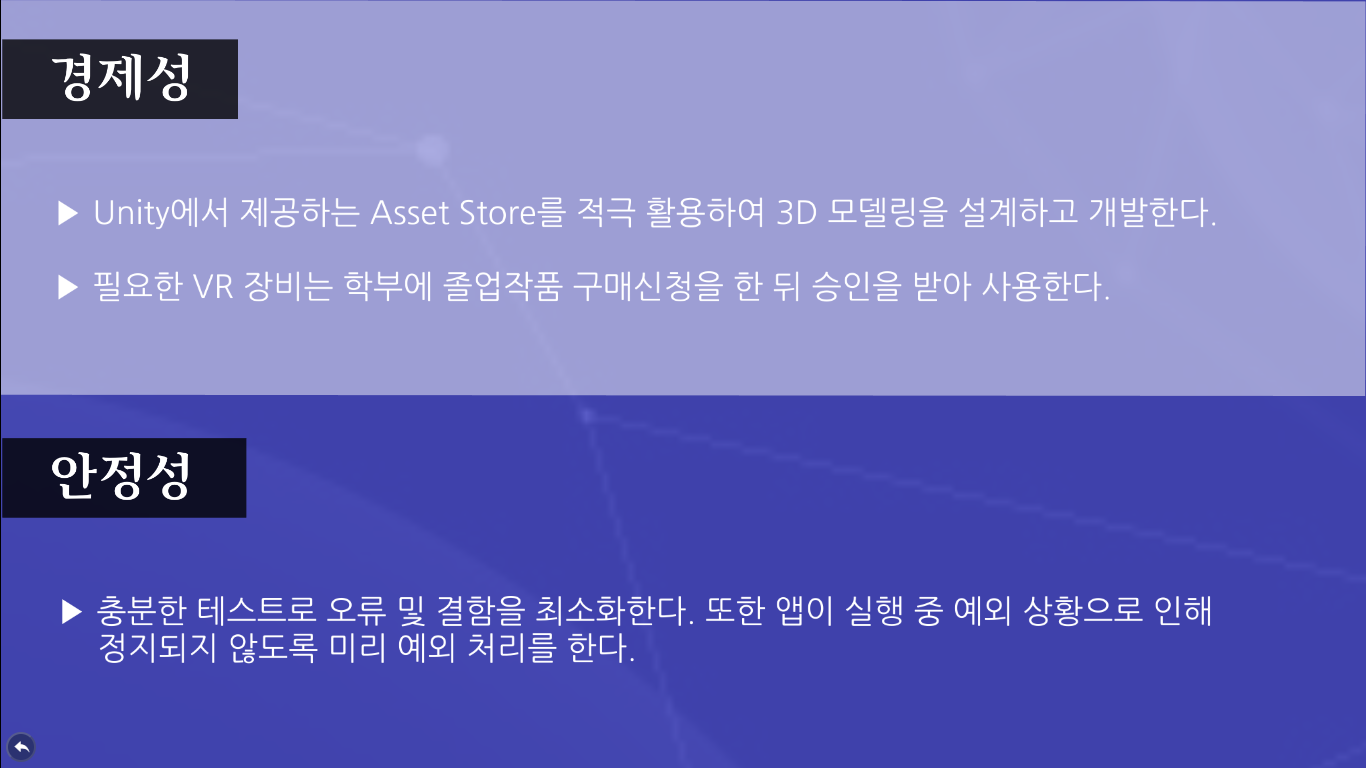 경제성
▶ Unity에서 제공하는 Asset Store를 적극 활용하여 3D 모델링을 설계하고 개발한다.
▶ 필요한 VR 장비는 학부에 졸업작품 구매신청을 한 뒤 승인을 받아 사용한다.
안정성
▶ 충분한 테스트로 오류 및 결함을 최소화한다. 또한 앱이 실행 중 예외 상황으로 인해
정지되지 않도록 미리 예외 처리를 한다.